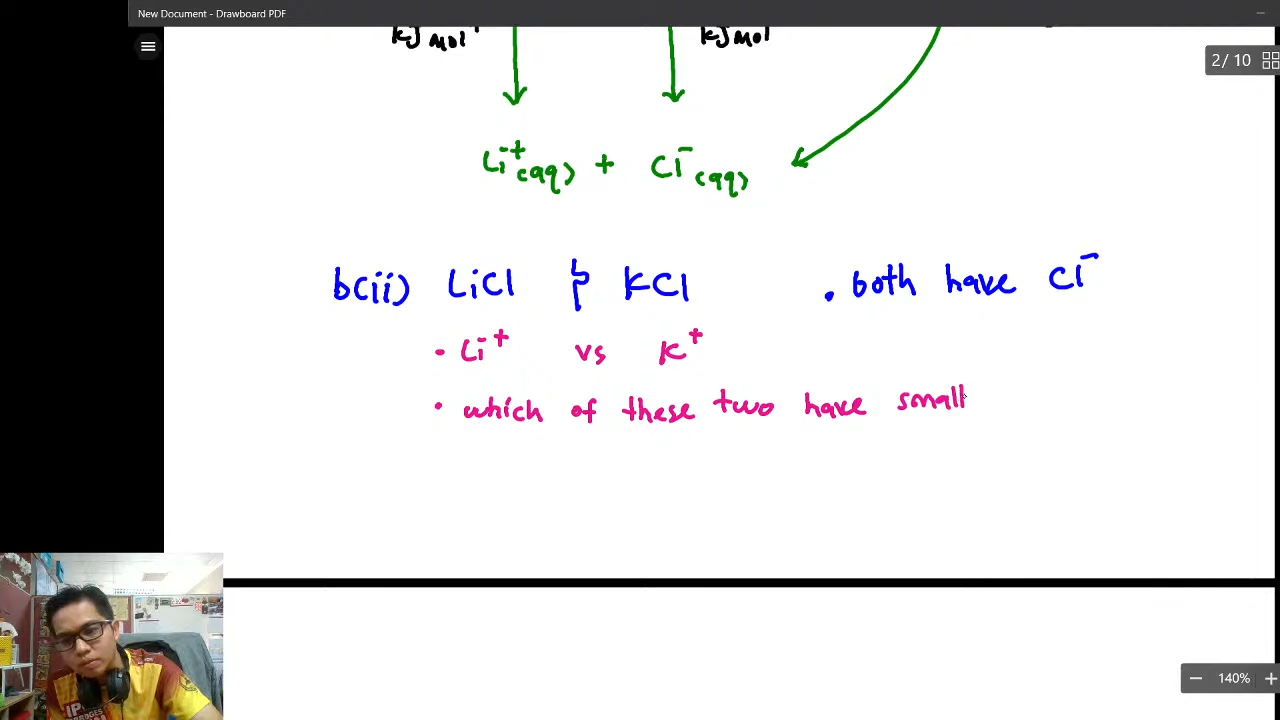 New Document - Drawboard PDF
kJ mol⁻¹ kJ mol
2 / 10
Li⁺(aq) + Cl⁻(aq)
b(ii) LiCl & KCl • both have Cl⁻
• Li⁺ vs K⁺
• which of these two have small
140%